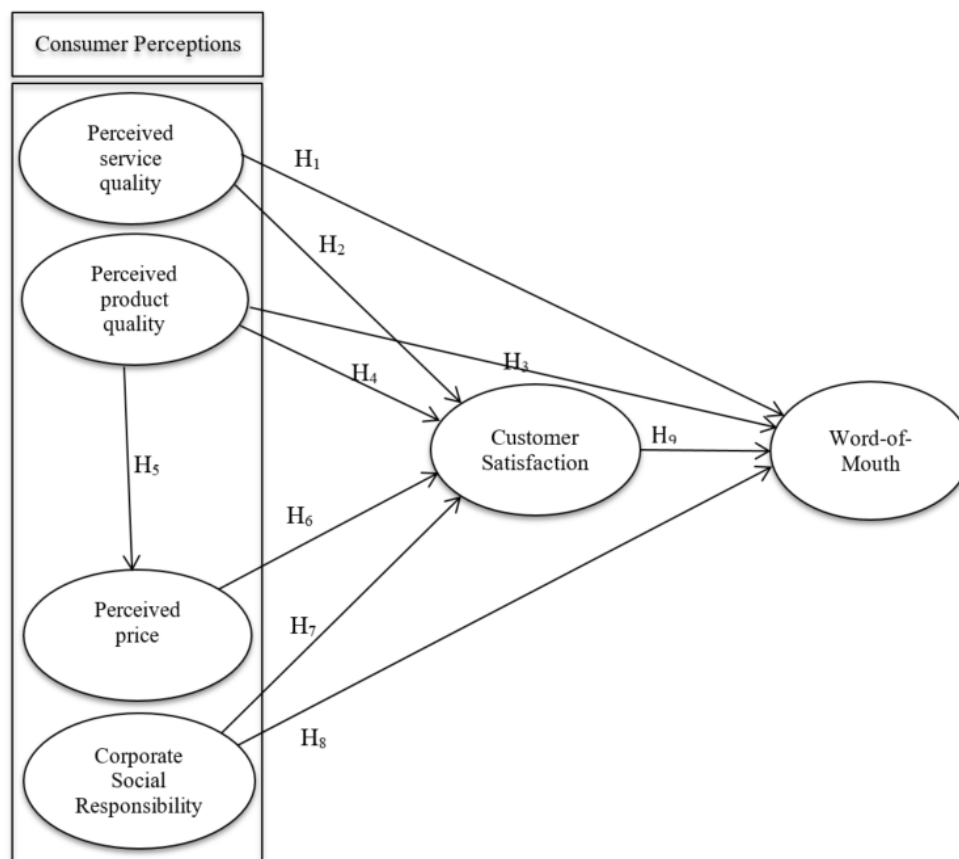 Consumer Perceptions
Perceived
service
quality
H₁
H₂
Perceived
product
quality
H₃
H₄
Customer
Satisfaction
H₉
Word-of-
Mouth
H₅
H₆
Perceived
price
H₇
H₈
Corporate
Social
Responsibility